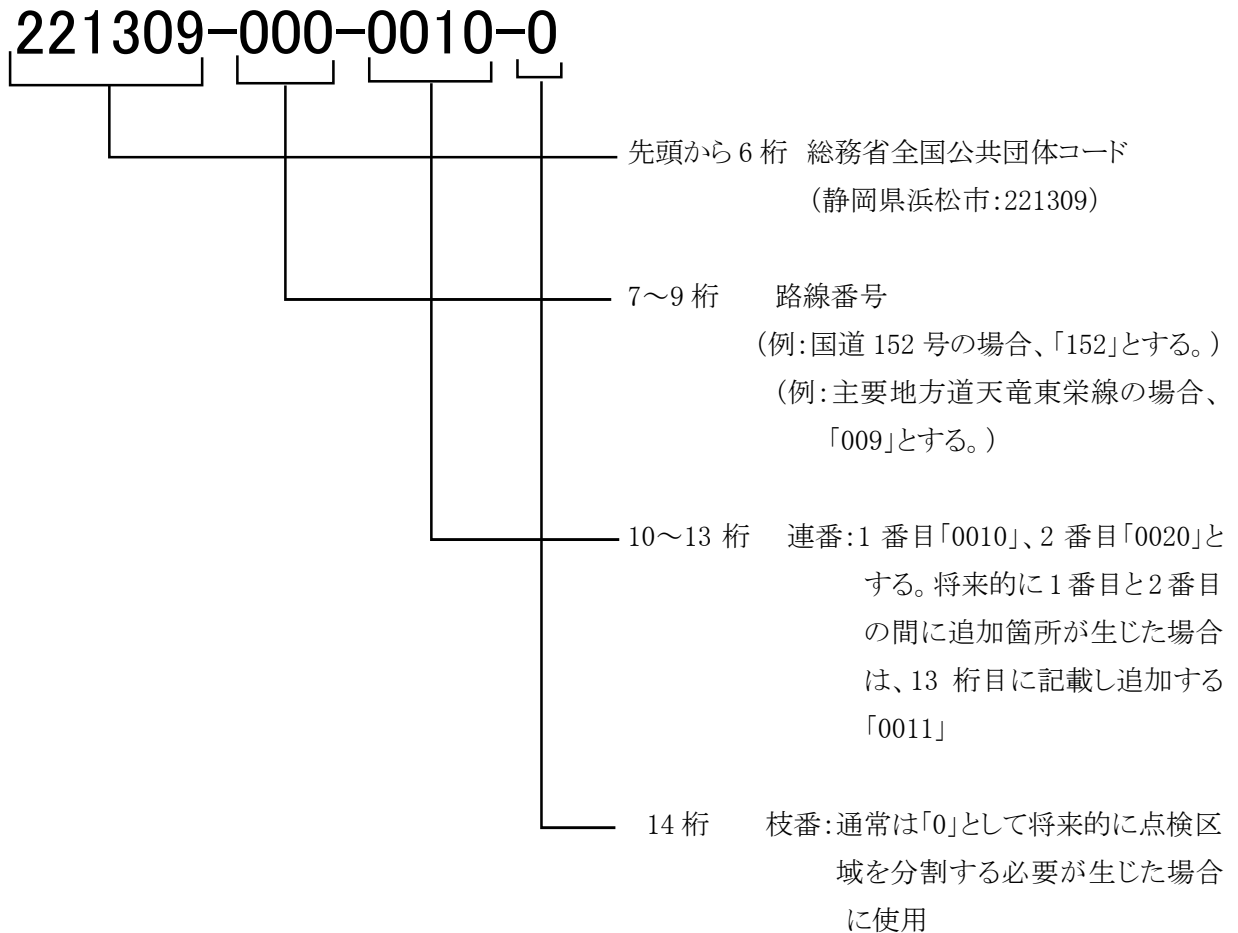 221309-000-0010-0
先頭から6桁 総務省全国公共団体コード
(静岡県浜松市:221309)
7～9桁 路線番号
(例:国道152号の場合、「152」とする。)
(例:主要地方道天竜東栄線の場合、
「009」とする。)
10～13桁 連番:1番目「0010」、2番目「0020」と
する。将来的に1番目と2番目
の間に追加箇所が生じた場合
は、13桁目に記載し追加する
「0011」
14桁 枝番:通常は「0」として将来的に点検区
域を分割する必要が生じた場合
に使用